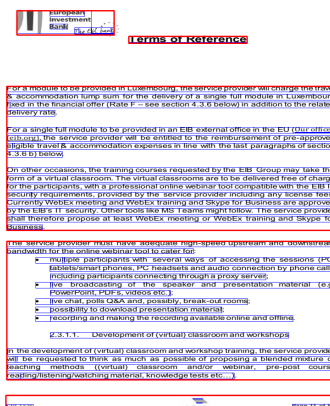 European
Investment
Bank
Terms of Reference
For a module to be provided in Luxembourg, the service provider will charge the trave
& accommodation lump sum for the delivery of a single full module in Luxembour
fixed in the financial offer (Rate F – see section 4.3.6 below) in addition to the relate
delivery rate.
For a single full module to be provided in an EIB external office in the EU (Our office
eib.org), the service provider will be entitled to the reimbursement of pre-approve
eligible travel & accommodation expenses in line with the last paragraphs of sectio
4.3.6 b) below.
On other occasions, the training courses requested by the EIB Group may take th
form of a virtual classroom. The virtual classrooms are to be delivered free of charg
for the participants, with a professional online webinar tool compatible with the EIB I
security requirements, provided by the service provider including any license fee
Currently WebEx meeting and WebEx training and Skype for Business are approve
by the EIB's IT security. Other tools like MS Teams might follow. The service provide
shall therefore propose at least WebEx meeting or WebEx training and Skype fo
Business.
The service provider must have adequate high-speed upstream and downstrea
bandwidth for the online webinar tool to cater for:
• multiple participants with several ways of accessing the sessions (PC
tablets/smart phones, PC headsets and audio connection by phone call
including participants connecting through a proxy server;
• live broadcasting of the speaker and presentation material (e.g
PowerPoint, PDFs, videos etc.);
• live chat, polls Q&A and, possibly, break-out rooms;
• possibility to download presentation material;
• recording and making the recording available online and offline.
2.3.1.1. Development of (virtual) classroom and workshops
In the development of (virtual) classroom and workshop training, the service provide
will be requested to think as much as possible of proposing a blended mixture o
teaching methods ((virtual) classroom and/or webinar, pre-post cours
reading/listening/watching material, knowledge tests etc…).